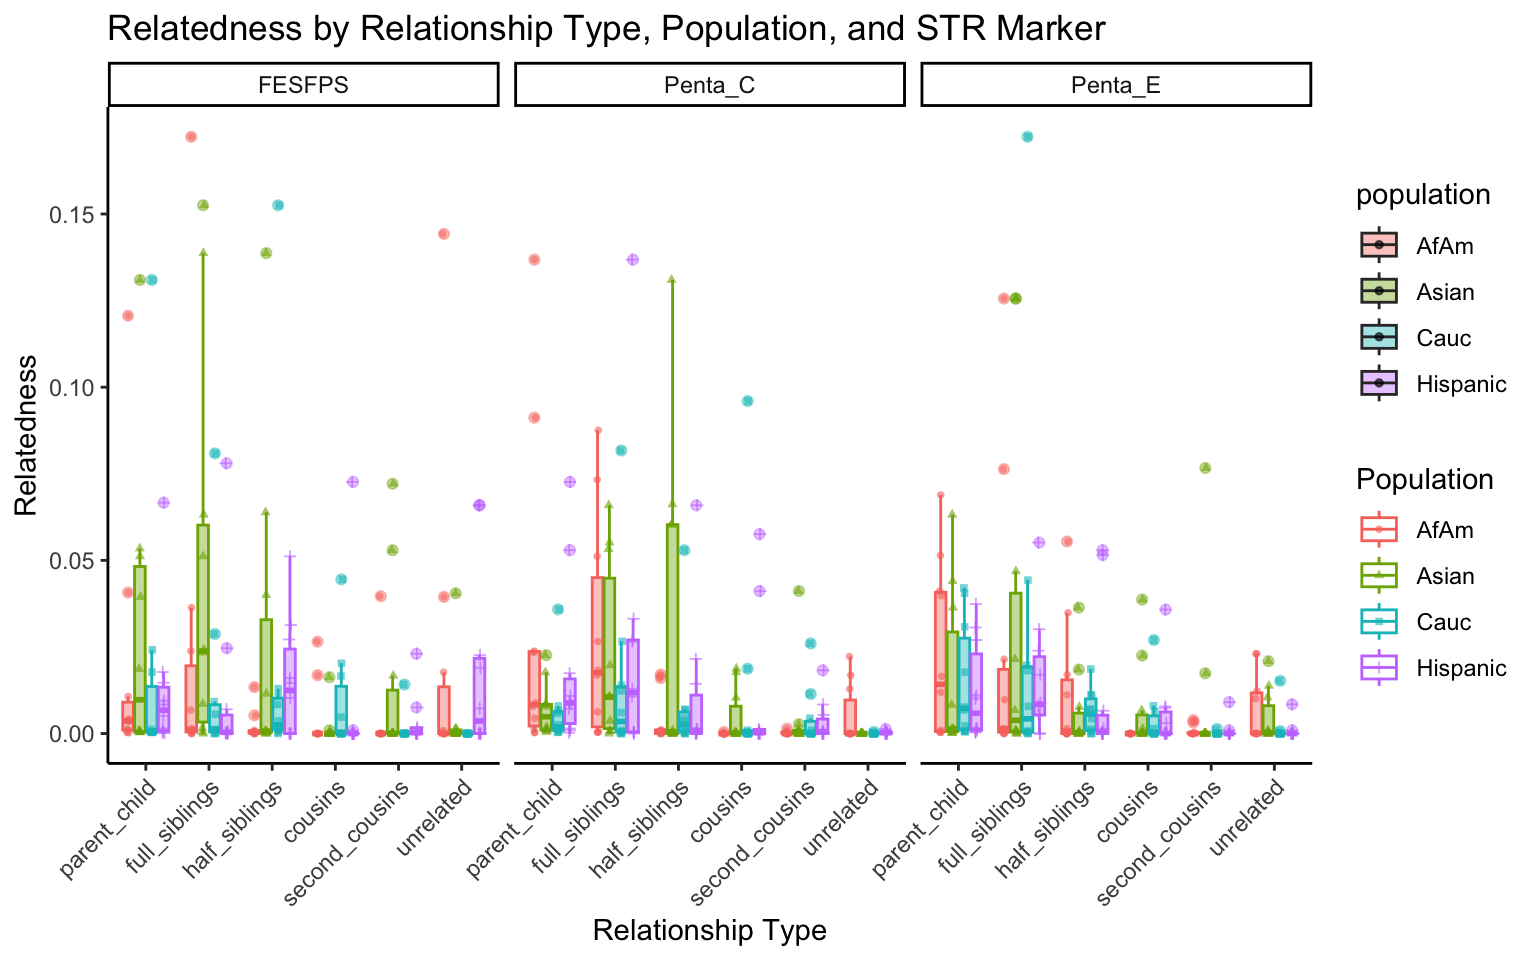 Relatedness by Relationship Type, Population, and STR Marker
FESFPS
Penta_C
Penta_E
Relatedness
0.15
0.10
0.05
0.00
parent_child
full_siblings
half_siblings
cousins
second_cousins
unrelated
parent_child
full_siblings
half_siblings
cousins
second_cousins
unrelated
parent_child
full_siblings
half_siblings
cousins
second_cousins
unrelated
Relationship Type
population
AfAm
Asian
Cauc
Hispanic
Population
AfAm
Asian
Cauc
Hispanic